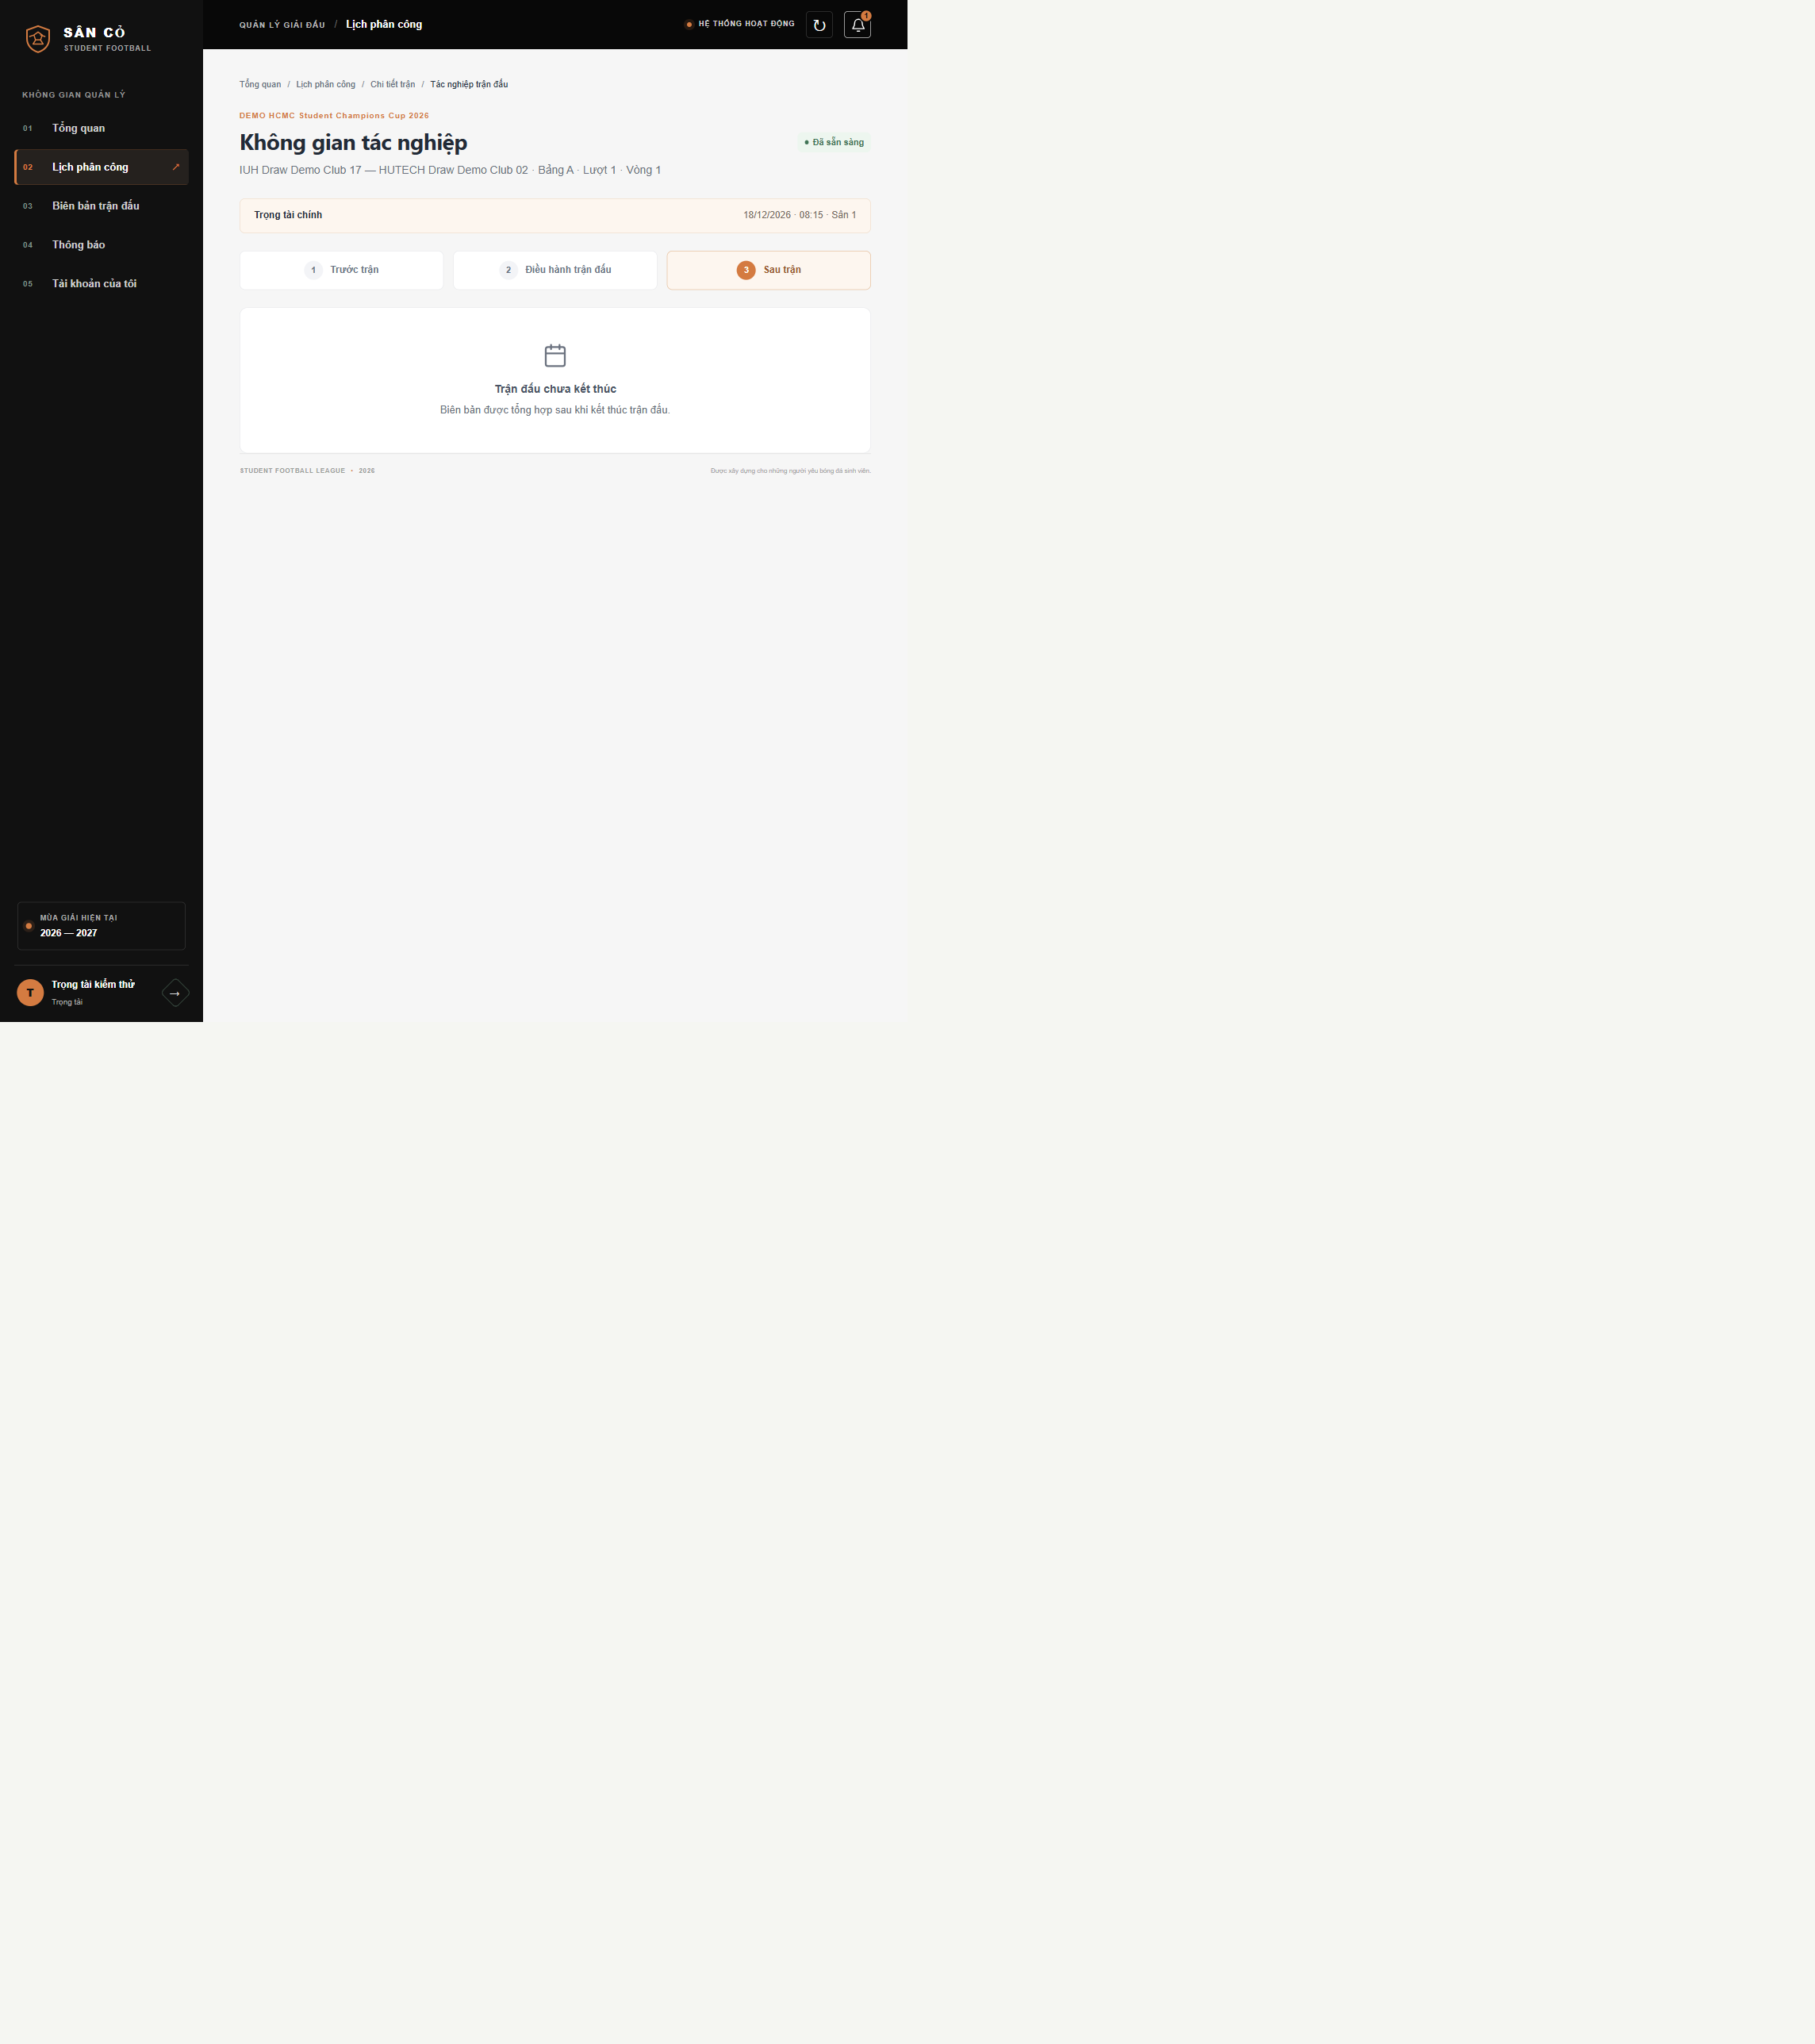 SÂN CỎ
STUDENT FOOTBALL
KHÔNG GIAN QUẢN LÝ
01 Tổng quan
02 Lịch phân công ↗
03 Biên bản trận đấu
04 Thông báo
05 Tài khoản của tôi
MÙA GIẢI HIỆN TẠI
2026 — 2027
T
Trọng tài kiểm thử
Trọng tài
→
QUẢN LÝ GIẢI ĐẤU / Lịch phân công
HỆ THỐNG HOẠT ĐỘNG
↻
1
Tổng quan / Lịch phân công / Chi tiết trận / Tác nghiệp trận đấu
DEMO HCMC Student Champions Cup 2026
Không gian tác nghiệp
• Đã sẵn sàng
IUH Draw Demo Club 17 — HUTECH Draw Demo Club 02 · Bảng A · Lượt 1 · Vòng 1
Trọng tài chính
18/12/2026 · 08:15 · Sân 1
1 Trước trận
2 Điều hành trận đấu
3 Sau trận
Trận đấu chưa kết thúc
Biên bản được tổng hợp sau khi kết thúc trận đấu.
STUDENT FOOTBALL LEAGUE • 2026
Được xây dựng cho những người yêu bóng đá sinh viên.